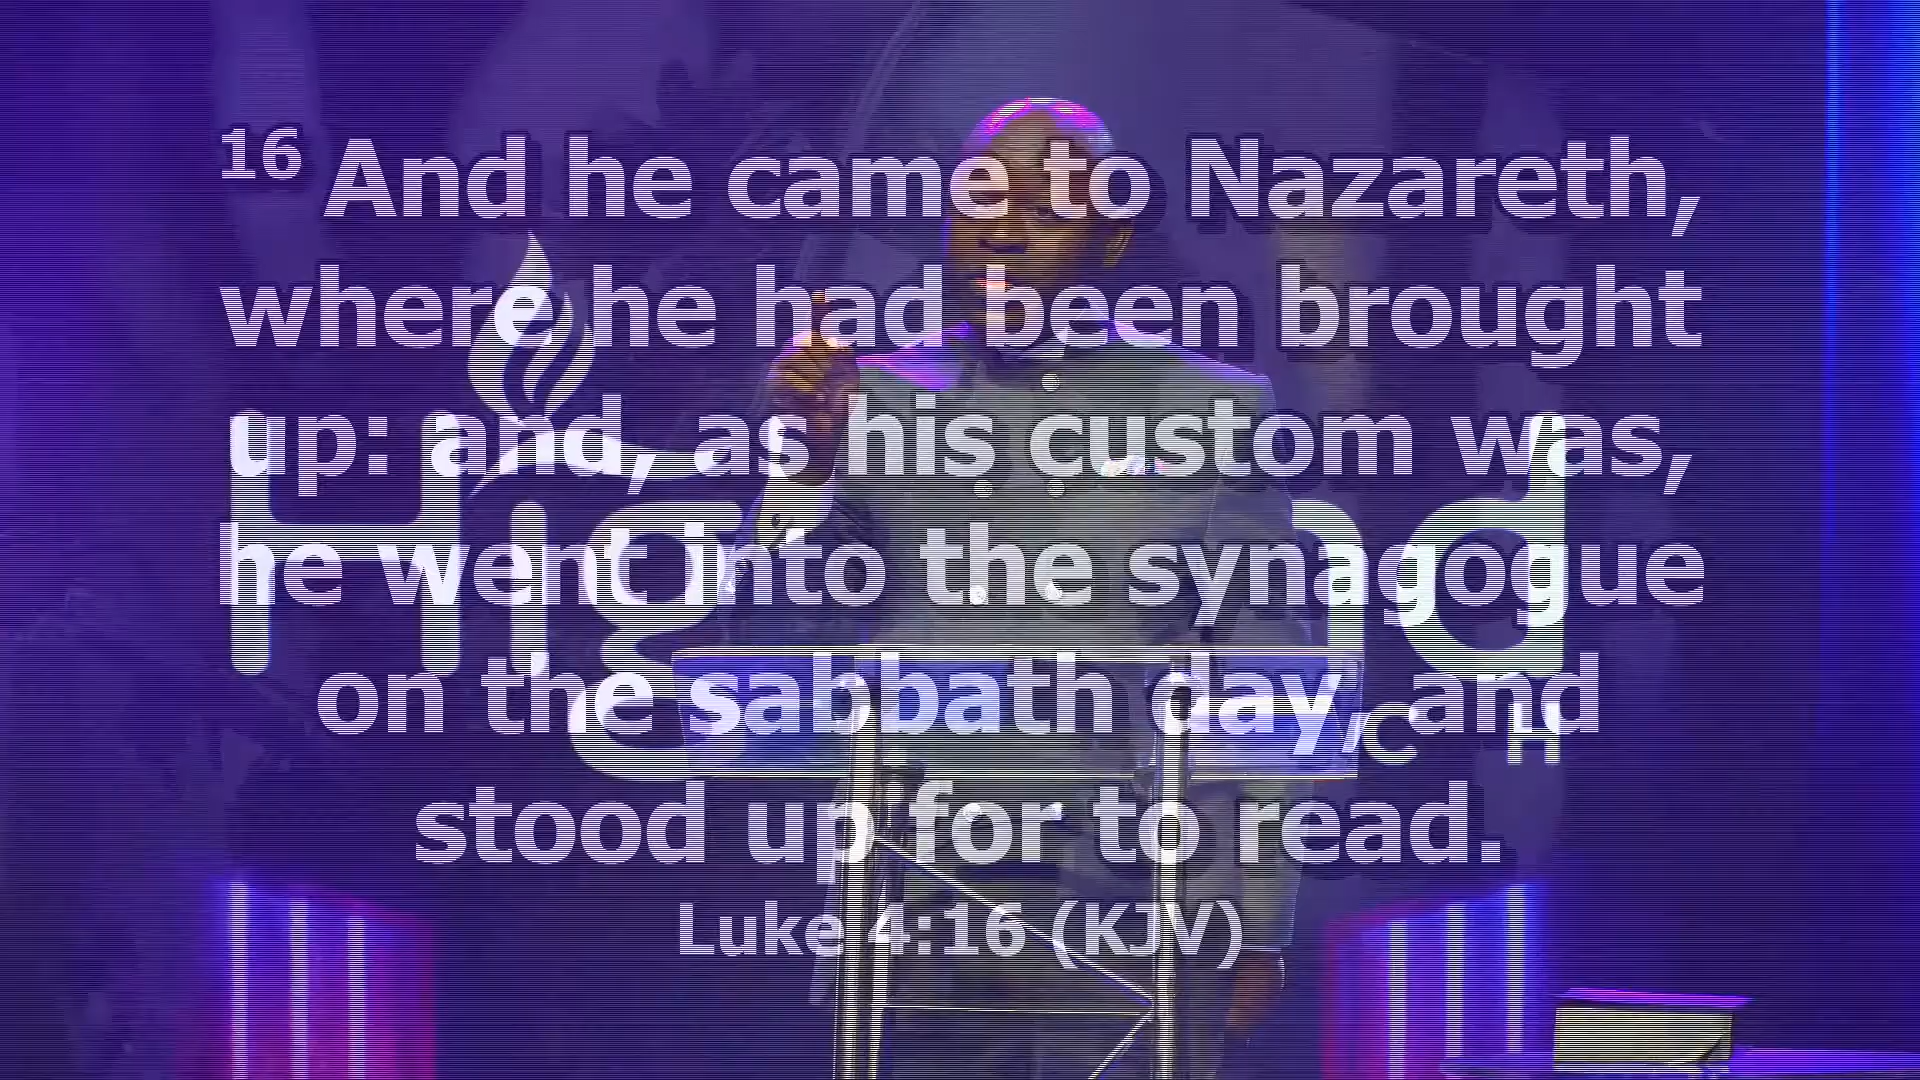 16 And he came to Nazareth,
where he had been brought
up: and, as his custom was,
he went into the synagogue
on the sabbath day, and
stood up for to read.
Luke 4:16 (KJV)